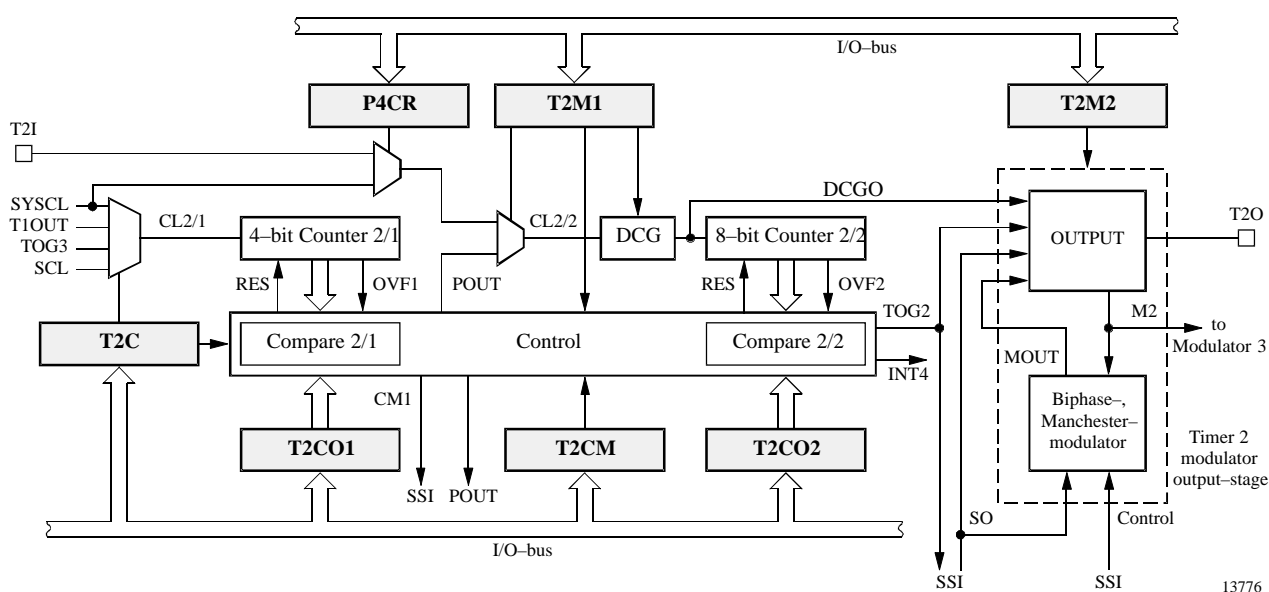 I/O–bus
P4CR
T2M1
T2M2
T2I
SYSCL
T1OUT
TOG3
SCL
CL2/1
4–bit Counter 2/1
CL2/2
DCG
8–bit Counter 2/2
DCGO
OUTPUT
T2O
RES
OVF1
POUT
RES
OVF2
TOG2
M2
to
Modulator 3
T2C
Compare 2/1
Control
Compare 2/2
INT4
MOUT
CM1
Biphase–,
Manchester–
modulator
T2CO1
T2CM
T2CO2
Timer 2
modulator
output–stage
SSI
POUT
SO
Control
I/O–bus
SSI
SSI
13776